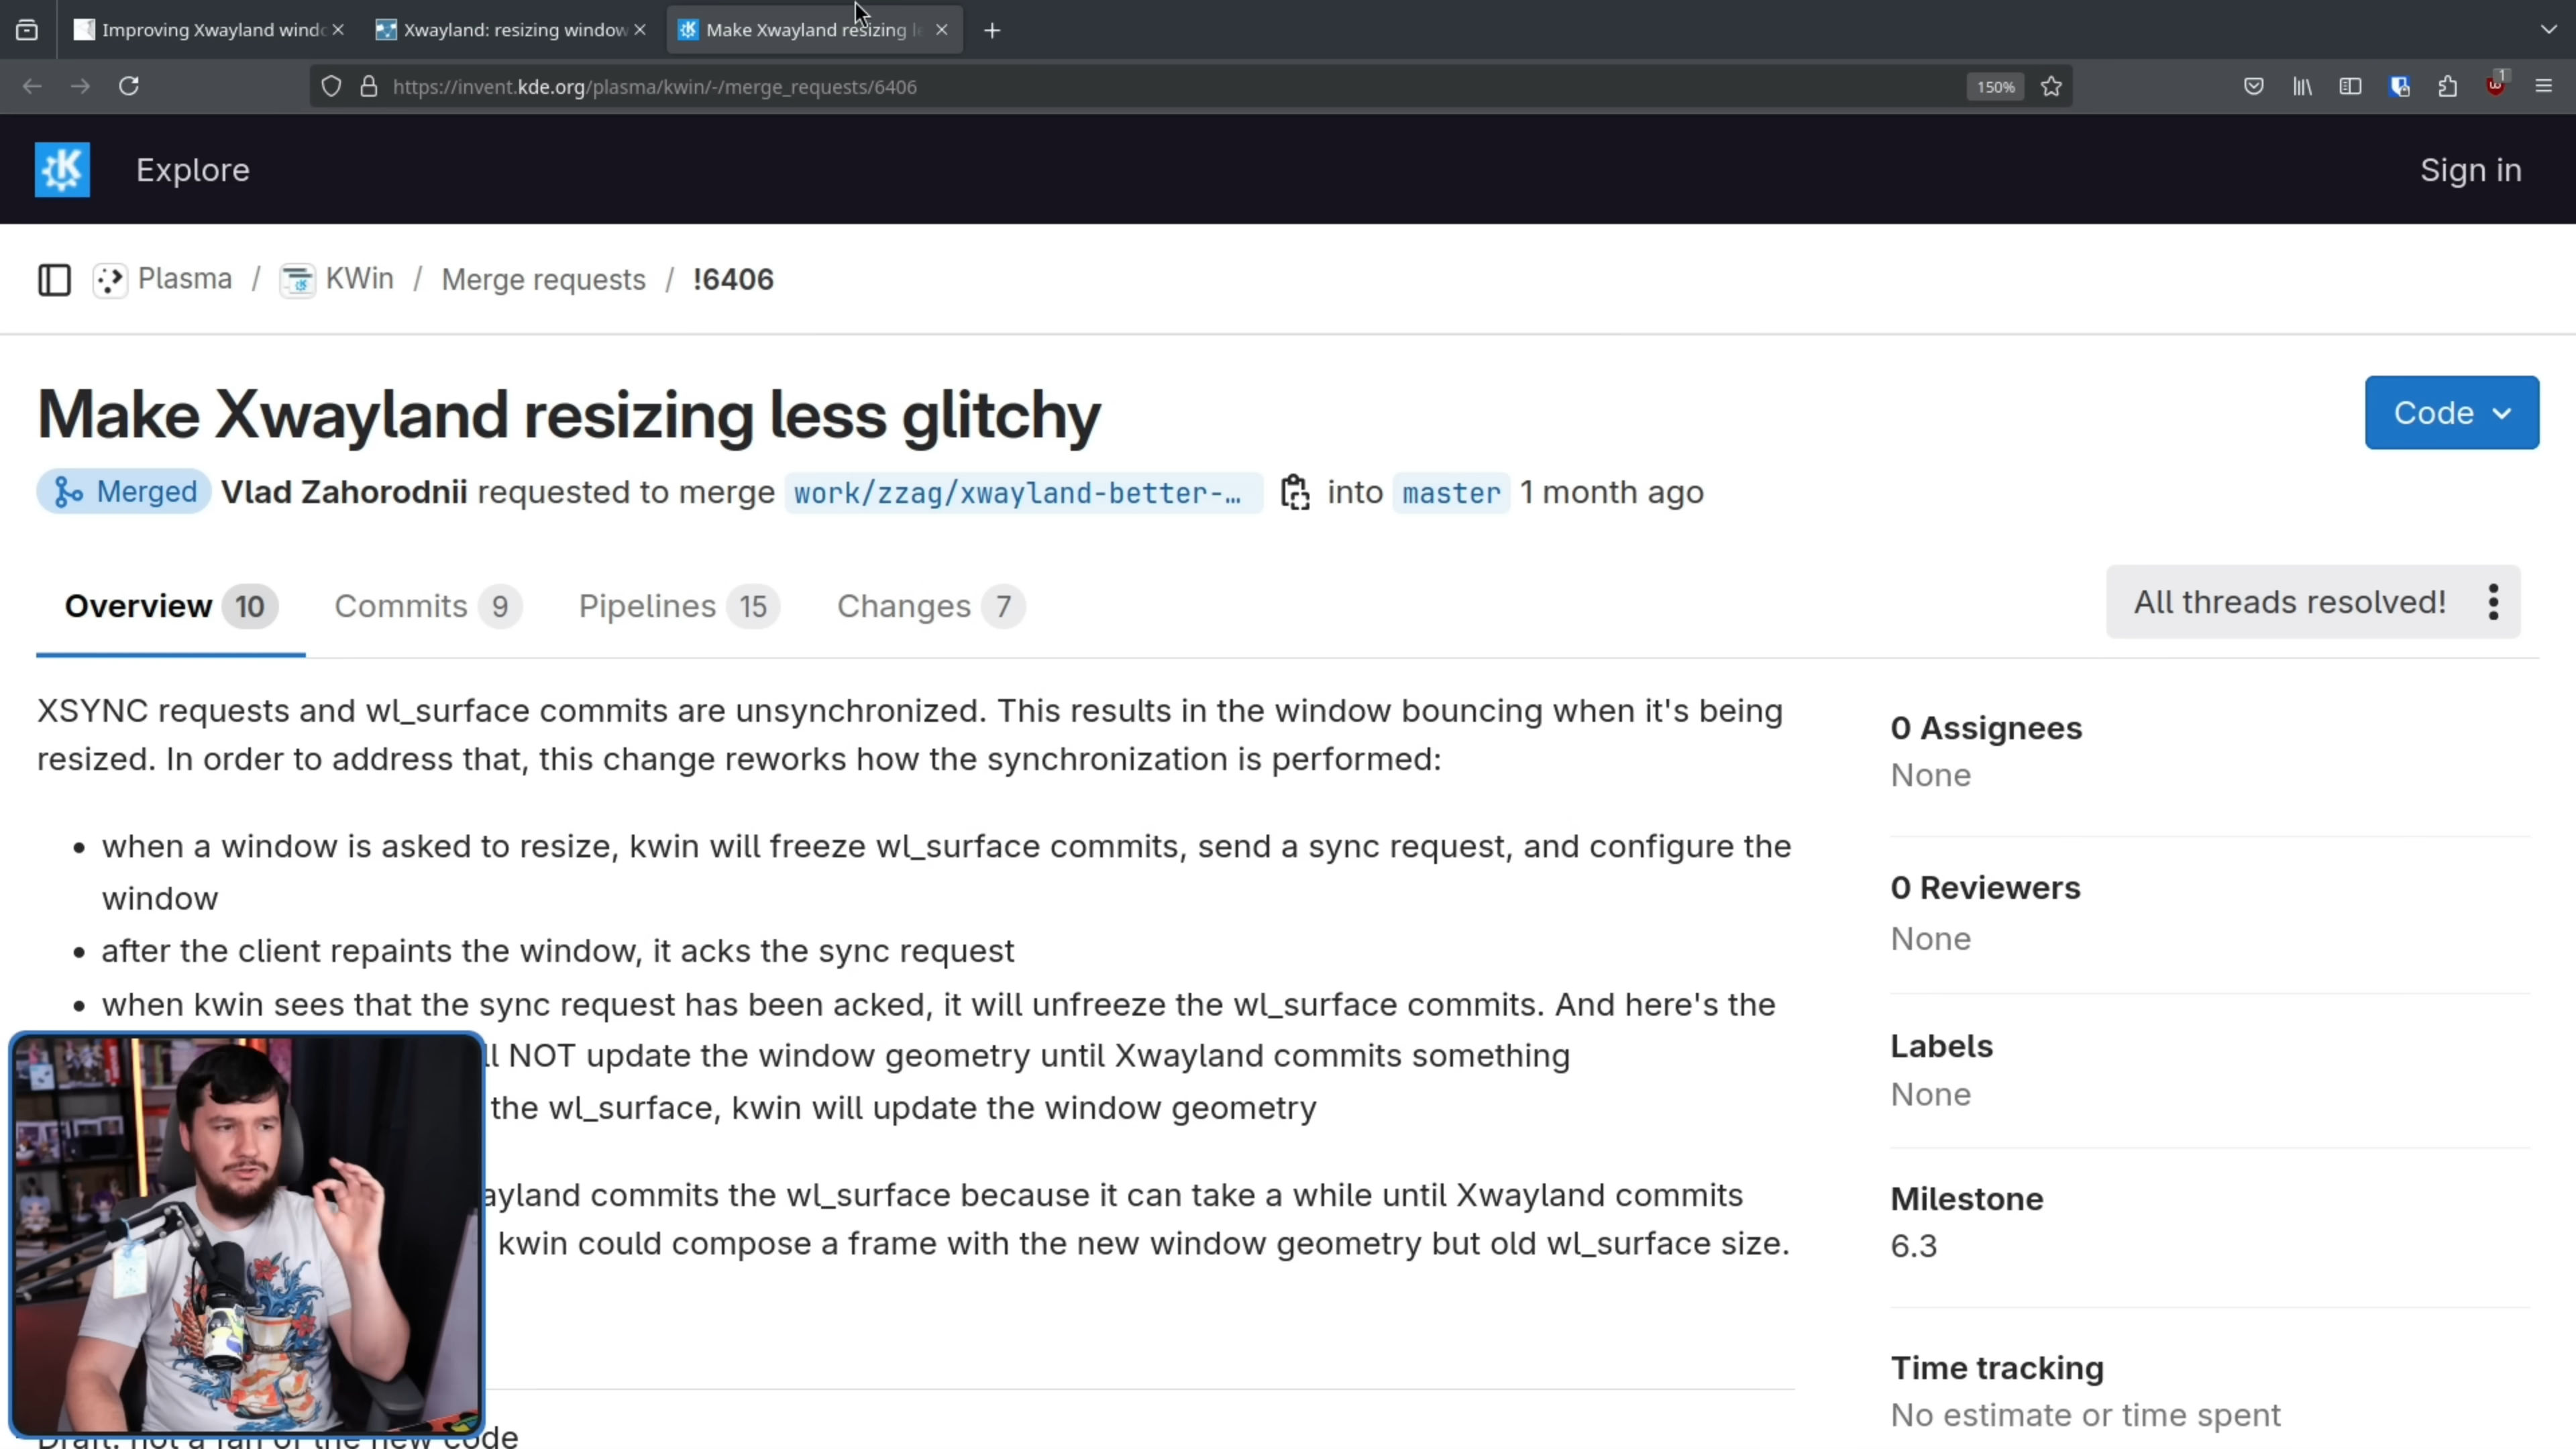 Improving Xwayland windo
Xwayland: resizing window
Make Xwayland resizing le
https://invent.kde.org/plasma/kwin/-/merge_requests/6406
150%
1
Explore
Sign in
Plasma / KWin / Merge requests / !6406
Make Xwayland resizing less glitchy
Code
Merged Vlad Zahorodnii requested to merge work/zzag/xwayland-better-… into master 1 month ago
Overview 10 Commits 9 Pipelines 15 Changes 7
All threads resolved!
XSYNC requests and wl_surface commits are unsynchronized. This results in the window bouncing when it's being
resized. In order to address that, this change reworks how the synchronization is performed:
• when a window is asked to resize, kwin will freeze wl_surface commits, send a sync request, and configure the
window
• after the client repaints the window, it acks the sync request
• when kwin sees that the sync request has been acked, it will unfreeze the wl_surface commits. And here's the
ll NOT update the window geometry until Xwayland commits something
the wl_surface, kwin will update the window geometry
ayland commits the wl_surface because it can take a while until Xwayland commits
kwin could compose a frame with the new window geometry but old wl_surface size.
Draft: not a fan of the new code
0 Assignees
None
0 Reviewers
None
Labels
None
Milestone
6.3
Time tracking
No estimate or time spent